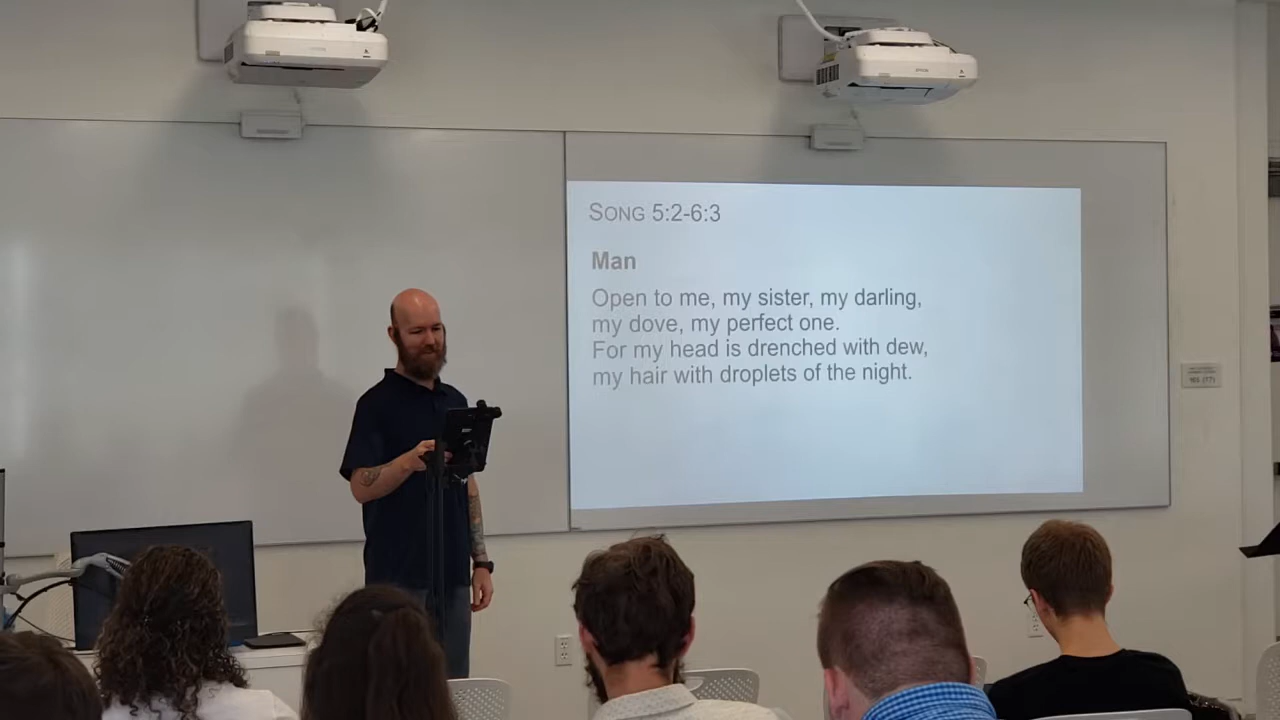 SONG 5:2-6:3
Man
Open to me, my sister, my darling,
my dove, my perfect one.
For my head is drenched with dew,
my hair with droplets of the night.
EPSON